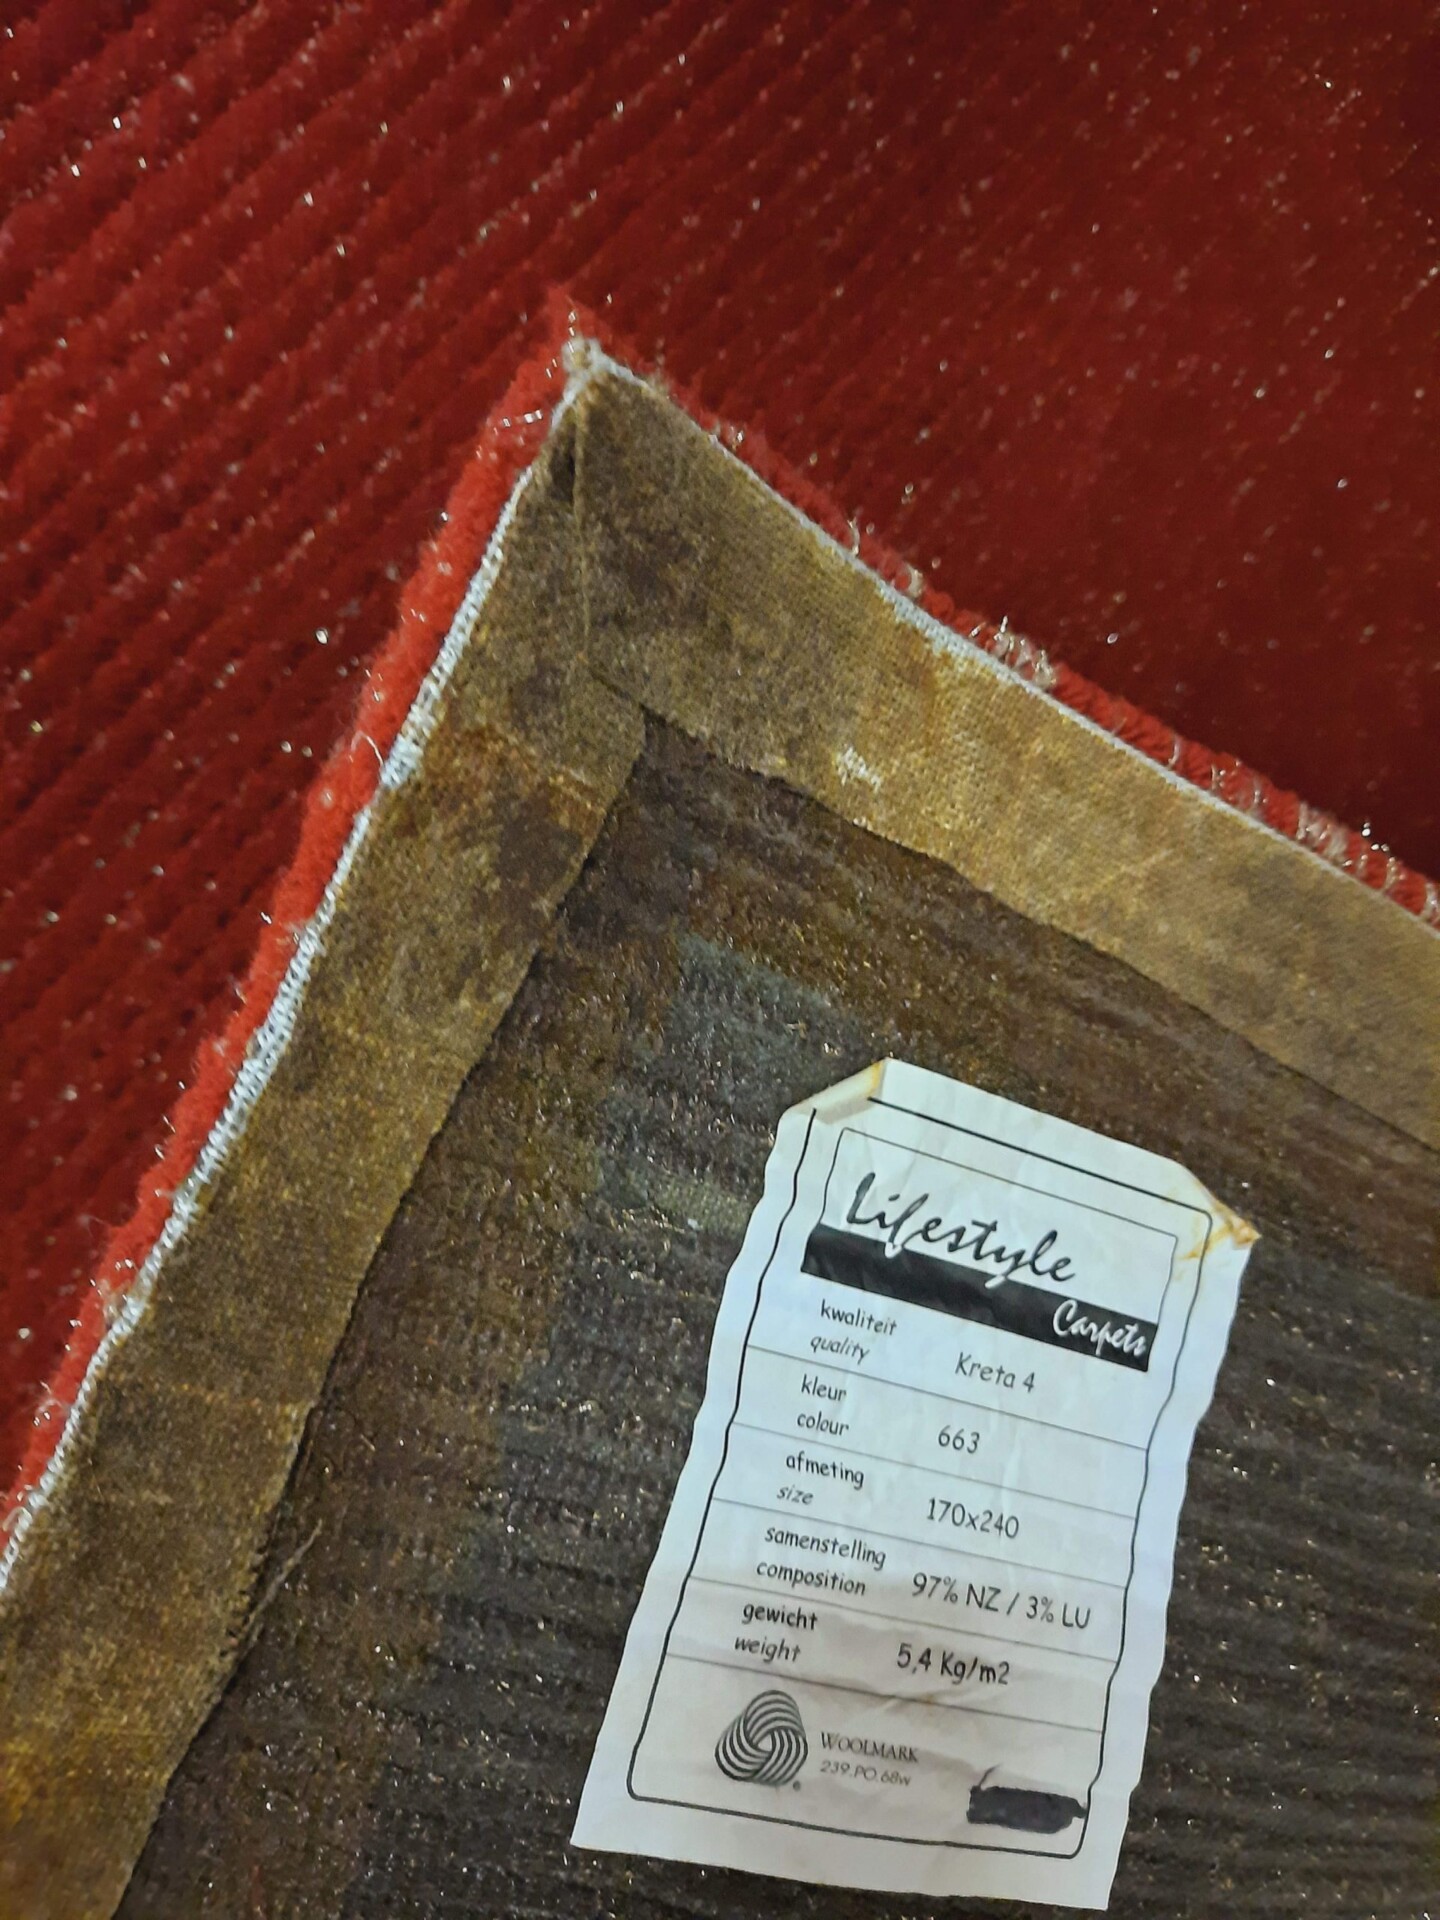 Lifestyle
Carpets
kwaliteit
quality
Kreta 4
kleur
colour
663
afmeting
size
170x240
samenstelling
composition
97% NZ / 3% LU
gewicht
weight
5,4 Kg/m2
WOOLMARK
239.PO.68w